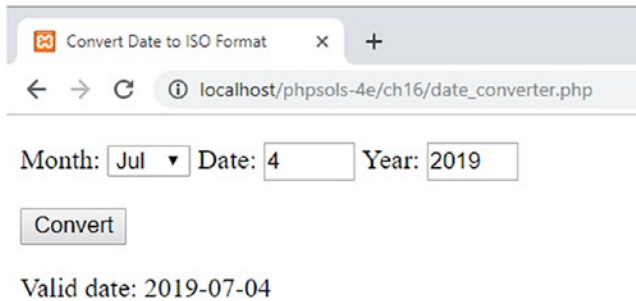 Convert Date to ISO Format
localhost/phpsols-4e/ch16/date_converter.php
Month: Jul Date: 4 Year: 2019
Convert
Valid date: 2019-07-04